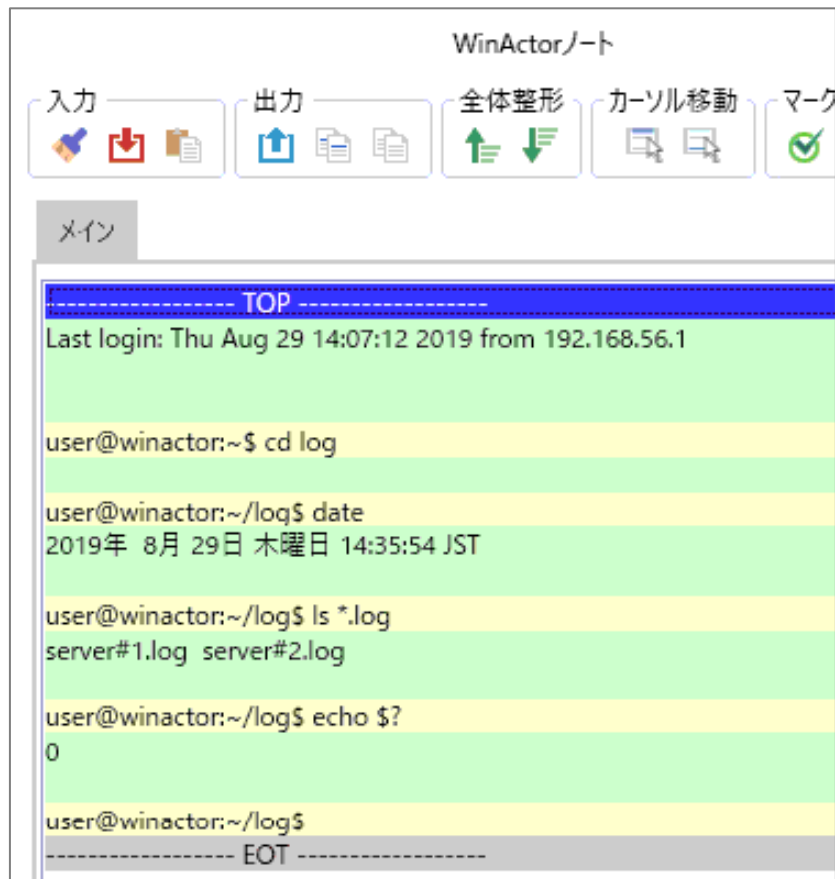 WinActorノート
入力 出力 全体整形 カーソル移動 マーク
メイン
------------------ TOP ------------------
Last login: Thu Aug 29 14:07:12 2019 from 192.168.56.1
user@winactor:~$ cd log
user@winactor:~/log$ date
2019年 8月 29日 木曜日 14:35:54 JST
user@winactor:~/log$ ls *.log
server#1.log server#2.log
user@winactor:~/log$ echo $?
0
user@winactor:~/log$
------------------ EOT ------------------